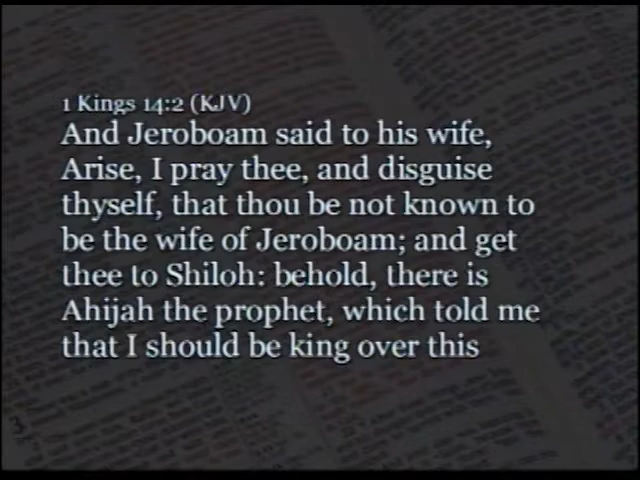 1 Kings 14:2 (KJV)
And Jeroboam said to his wife,
Arise, I pray thee, and disguise
thyself, that thou be not known to
be the wife of Jeroboam; and get
thee to Shiloh: behold, there is
Ahijah the prophet, which told me
that I should be king over this